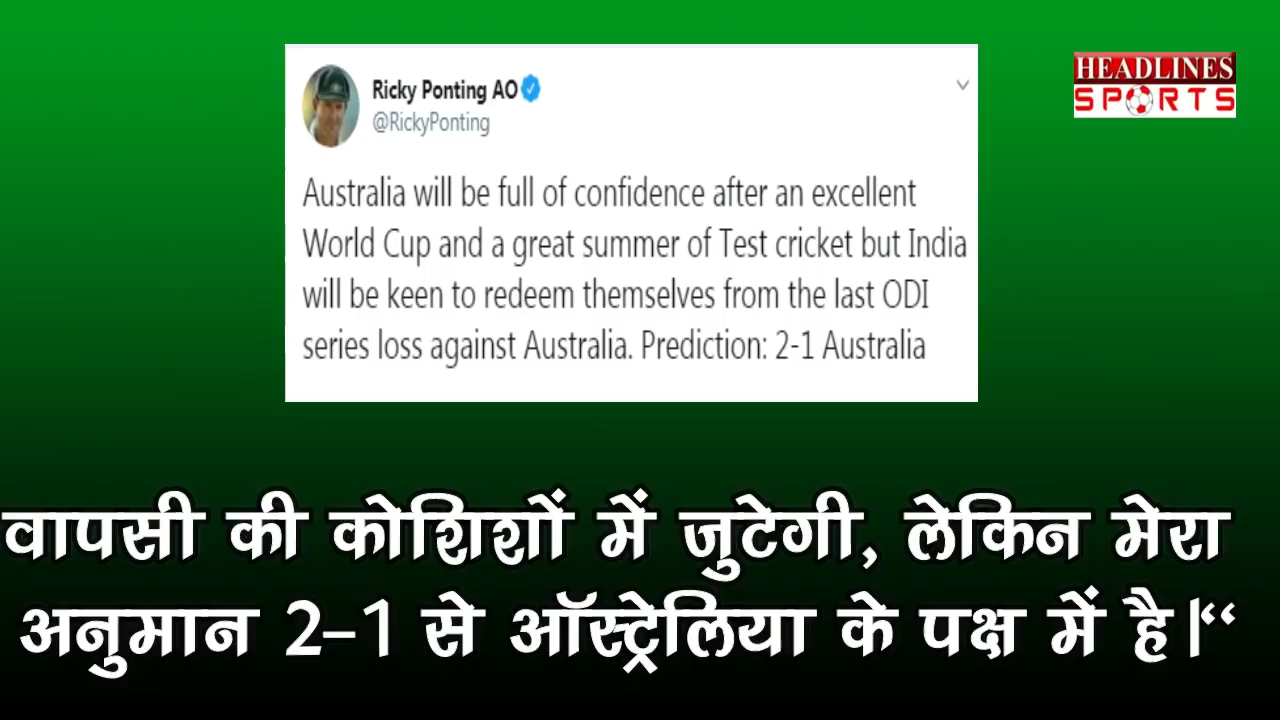 Ricky Ponting AO
@RickyPonting
HEADLINES
SPORTS
Australia will be full of confidence after an excellent
World Cup and a great summer of Test cricket but India
will be keen to redeem themselves from the last ODI
series loss against Australia. Prediction: 2-1 Australia
वापसी की कोशिशों में जुटेगी, लेकिन मेरा
अनुमान 2-1 से ऑस्ट्रेलिया के पक्ष में है।“